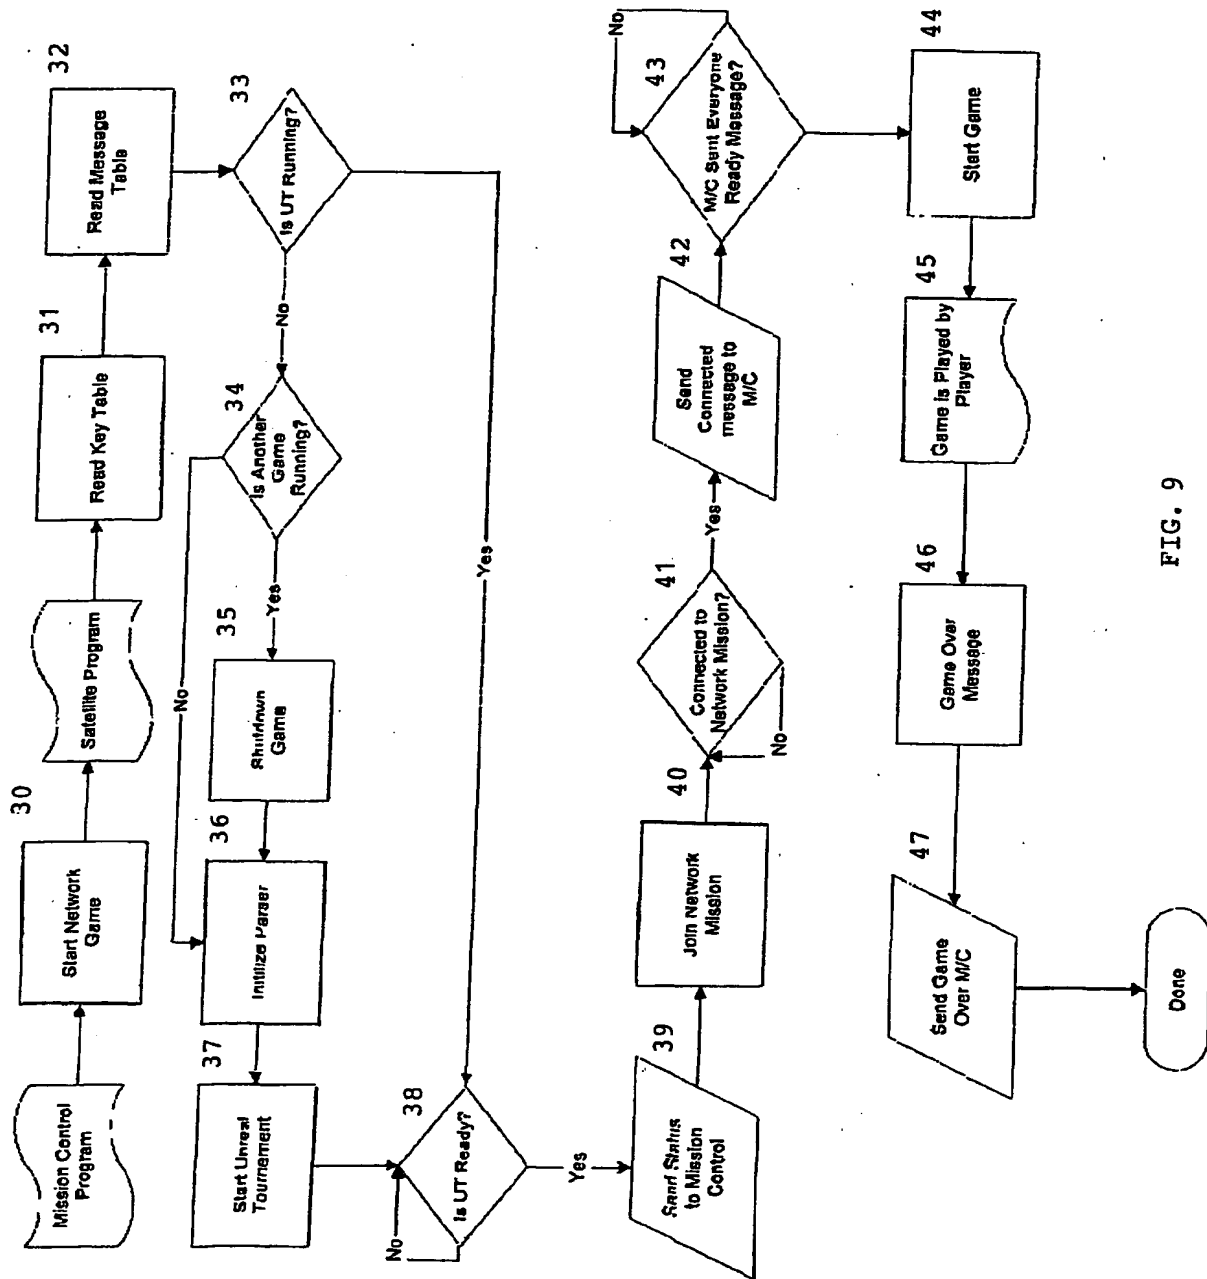 Mission Control
Program
30
Start Network
Game
Satellite Program
31
Read Key Table
32
Read Message
Table
33
Is UT Running?
No
Yes
34
Is Another
Game
Running?
No
Yes
35
Shutdown
Game
36
Initilize Parser
37
Start Unreal
Tournement
38
Is UT Ready?
No
Yes
39
Send Status
to Mission
Control
Join Network
Mission
40
41
Connected to
Network Mission?
No
Yes
42
Send
Connected
message to
M/C
43
M/C Sent Everyone
Ready Message?
No
44
Start Game
45
Game is Played by
Player
46
Game Over
Message
47
Send Game
Over M/C
Done
FIG. 9